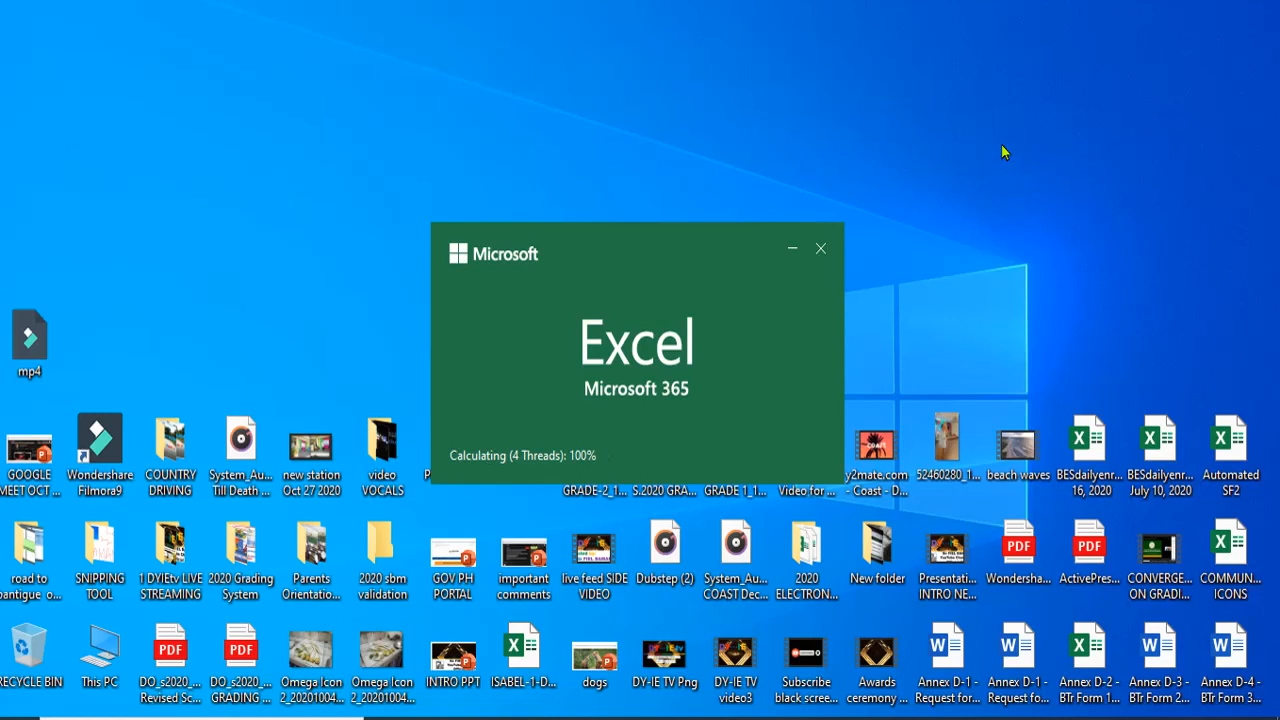 Microsoft
Excel
Microsoft 365
Calculating (4 Threads): 100%
mp4
GOOGLE
MEET OCT ...
Wondershare
Filmora9
COUNTRY
DRIVING
System_Au...
Till Death ...
new station
Oct 27 2020
video
VOCALS
GRADE-2_1...
S.2020 GRA...
GRADE 1_1...
Video for ...
y2mate.com
- Coast - D...
52460280_1...
beach waves
BESdailyenr...
16, 2020
BESdailyenr...
July 10, 2020
Automated
SF2
road to
pantigue o...
SNIPPING
TOOL
1 DYIEtv LIVE
STREAMING
2020 Grading
System
Parents
Orientatio...
2020 sbm
validation
GOV PH
PORTAL
important
comments
live feed SIDE
VIDEO
Dubstep (2)
System_Au...
COAST Dec...
2020
ELECTRON...
New folder
Presentati...
INTRO NE...
PDF
Wondersha...
PDF
ActivePres...
CONVERGE...
ON GRADI...
COMMUN...
ICONS
RECYCLE BIN
This PC
PDF
DO_s2020_...
Revised Sc...
PDF
DO_s2020_...
GRADING ...
Omega Icon
2_20201004...
Omega Icon
2_20201004...
INTRO PPT
ISABEL-1-D...
dogs
DY-IE TV Png
DY-IE TV
video3
Subscribe
black scree...
Awards
ceremony ...
Annex D-1 -
Request for...
Annex D-1 -
Request fo...
Annex D-2 -
BTr Form 1...
Annex D-3 -
BTr Form 2...
Annex D-4 -
BTr Form 3...